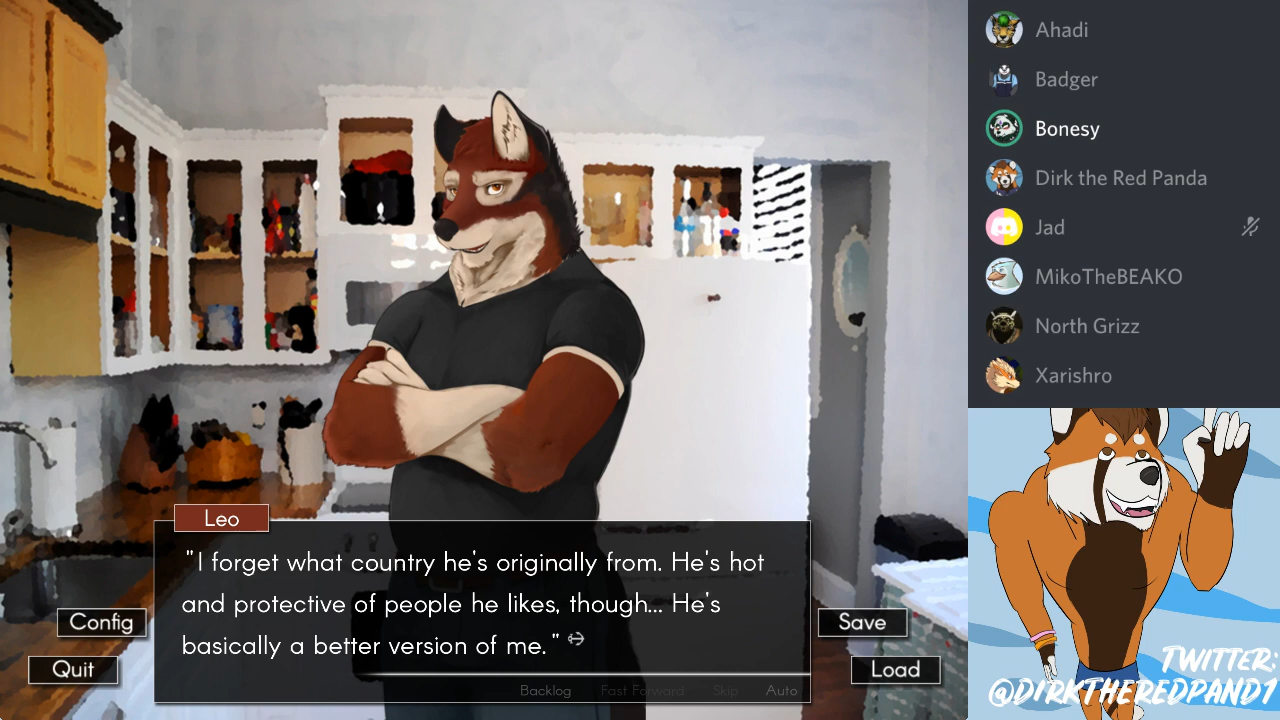 Ahadi
Badger
Bonesy
Dirk the Red Panda
Jad
MikoTheBEAKO
North Grizz
Xarishro
Leo
"I forget what country he's originally from. He's hot
and protective of people he likes, though... He's
basically a better version of me."
Config
Quit
Save
Load
Backlog
Fast Forward
Skip
Auto
TWITTER:
@DIRKTHEREDPAND1